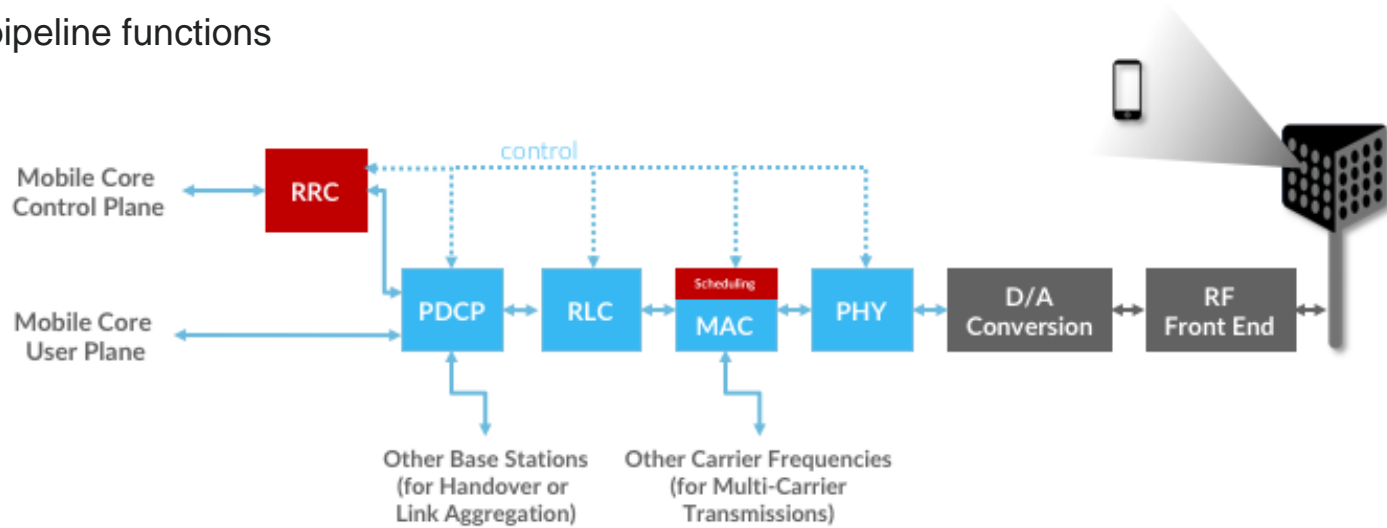 pipeline functions
control
Mobile Core
Control Plane
RRC
Mobile Core
User Plane
PDCP
RLC
Scheduling
MAC
PHY
D/A
Conversion
RF
Front End
Other Base Stations
(for Handover or
Link Aggregation)
Other Carrier Frequencies
(for Multi-Carrier
Transmissions)